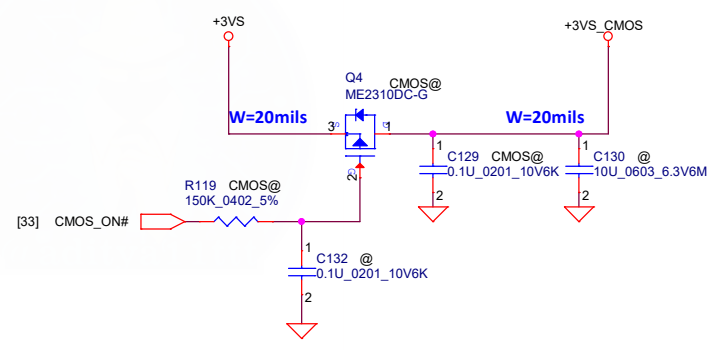 +3VS
+3VS_CMOS
Q4
CMOS@
ME2310DC-G
W=20mils
W=20mils
3
S
D
1
G
2
1
C129
CMOS@
0.1U_0201_10V6K
2
1
C130
@
10U_0603_6.3V6M
2
R119
CMOS@
150K_0402_5%
[33]
CMOS_ON#
1
C132
@
0.1U_0201_10V6K
2